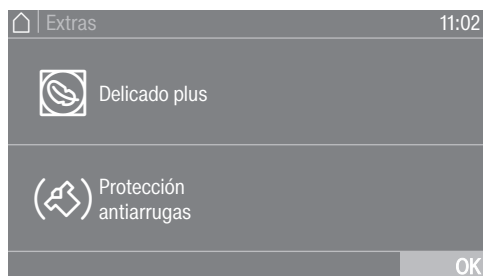 Extras 11:02
Delicado plus
Protección
antiarrugas
OK